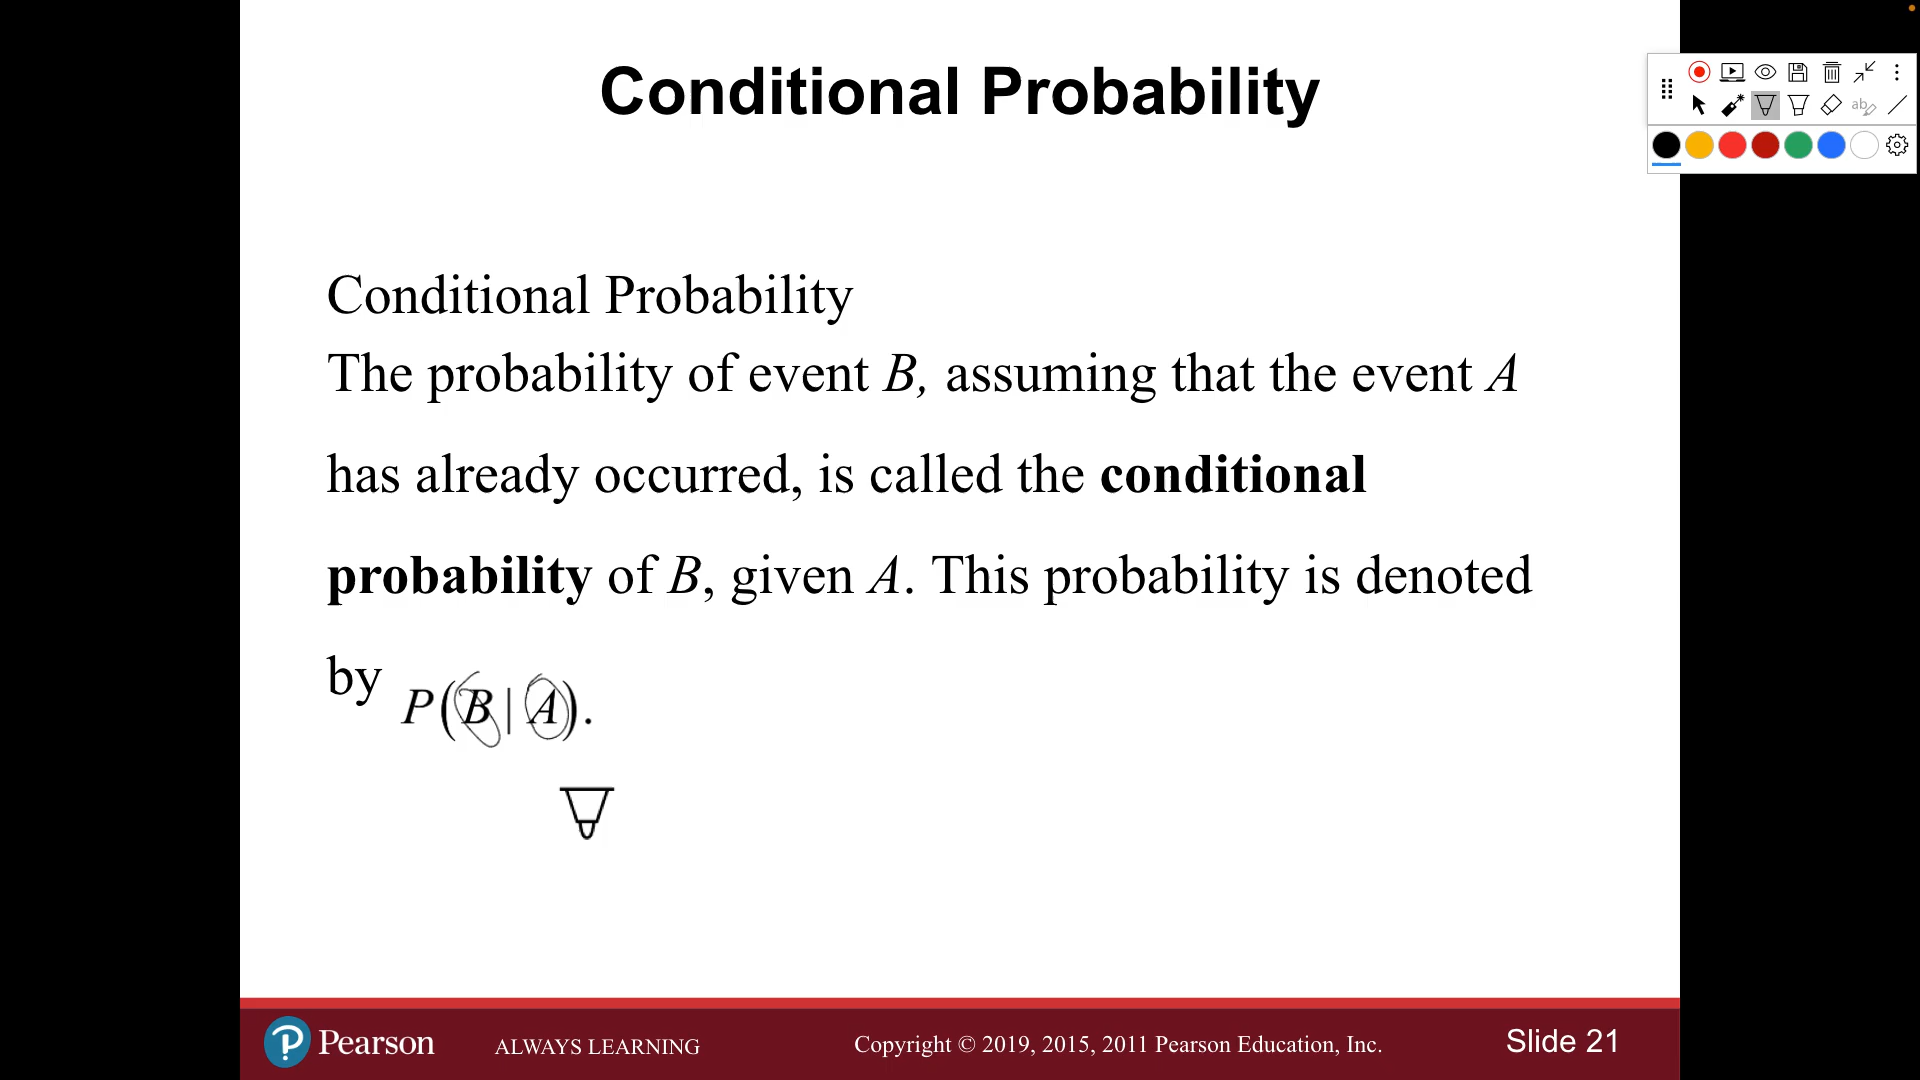 Conditional Probability
Conditional Probability
The probability of event B, assuming that the event A
has already occurred, is called the conditional
probability of B, given A. This probability is denoted
by P(B | A).
Pearson
ALWAYS LEARNING
Copyright © 2019, 2015, 2011 Pearson Education, Inc.
Slide 21
ab